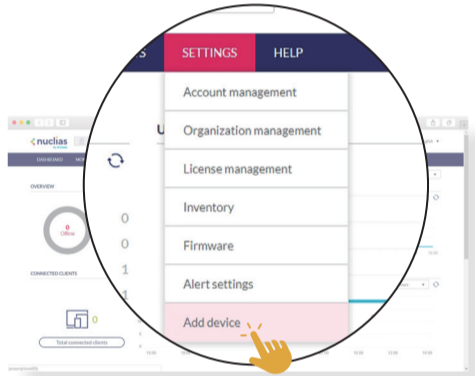 SETTINGS
HELP
Account management
Organization management
License management
Inventory
Firmware
Alert settings
Add device
nuclias
DASHBOARD
OVERVIEW
0
Offline
CONNECTED CLIENTS
0
Total connected clients
0
0
1
1